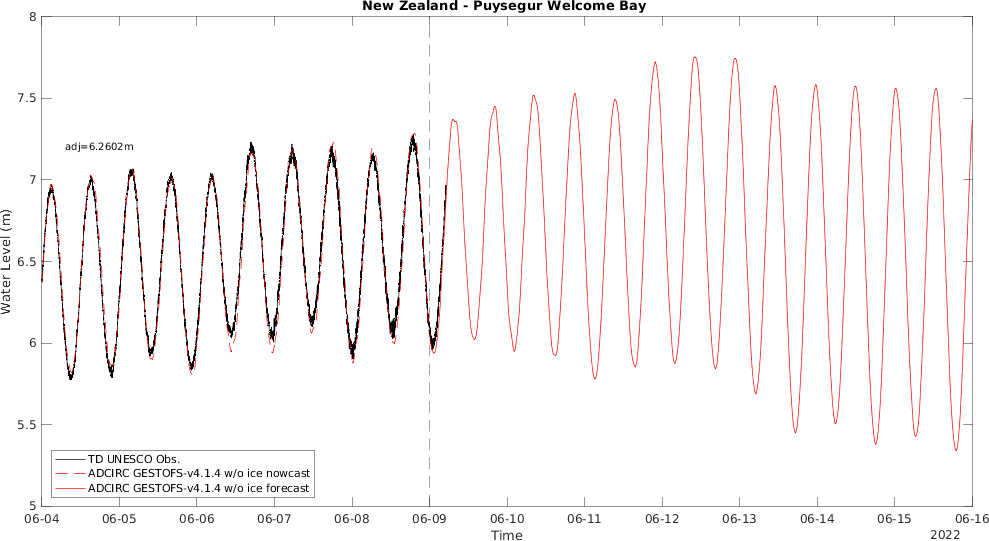 New Zealand - Puysegur Welcome Bay
8
7.5
7
6.5
6
5.5
5
Water Level (m)
adj=6.2602m
TD UNESCO Obs.
ADCIRC GESTOFS-v4.1.4 w/o ice nowcast
ADCIRC GESTOFS-v4.1.4 w/o ice forecast
06-04 06-05 06-06 06-07 06-08 06-09 06-10 06-11 06-12 06-13 06-14 06-15 06-16
Time
2022